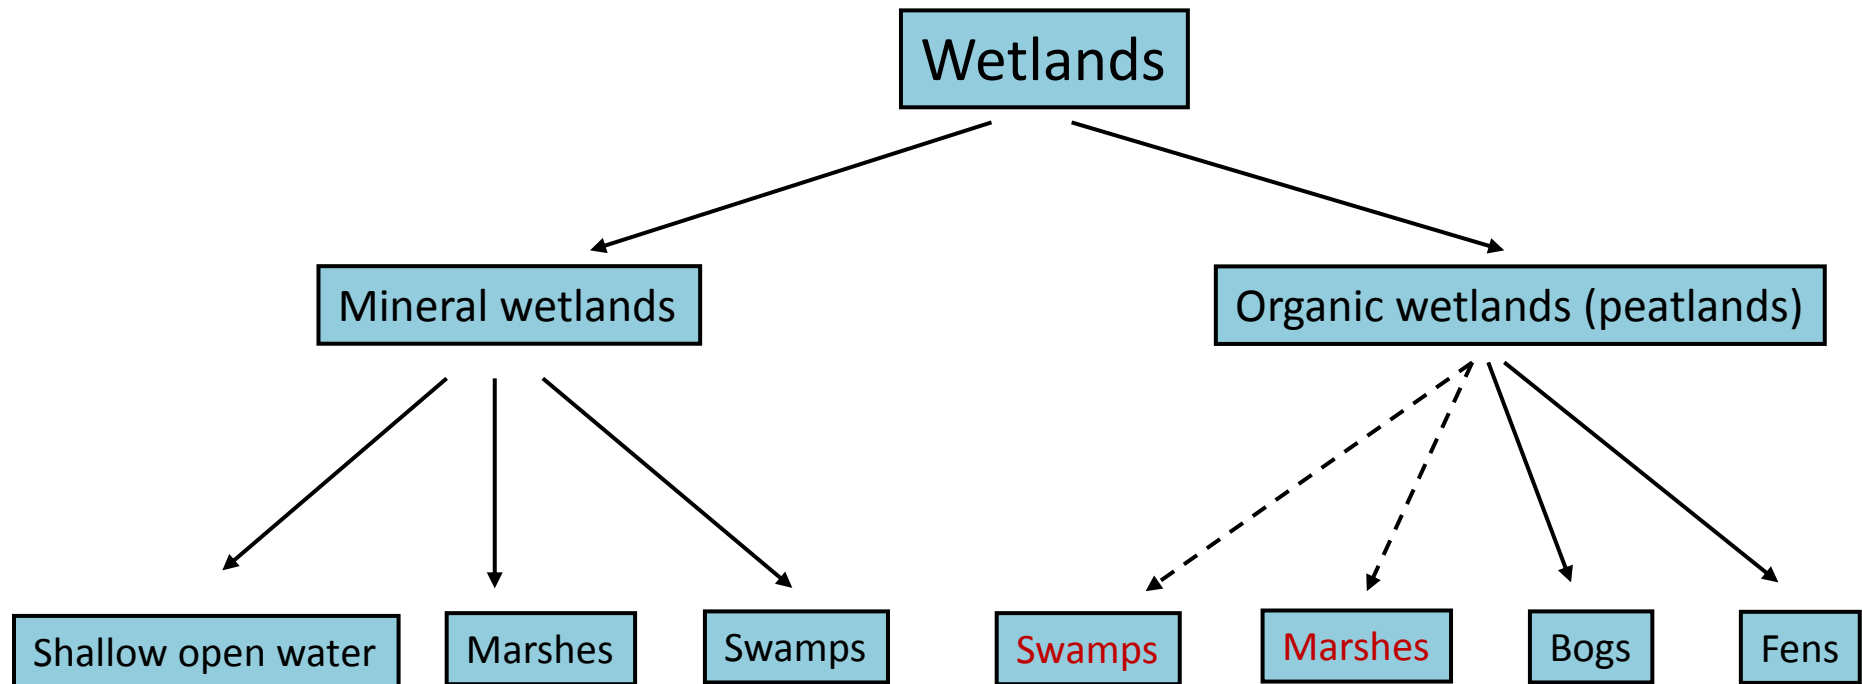 Wetlands
Mineral wetlands
Organic wetlands (peatlands)
Shallow open water
Marshes
Swamps
Swamps
Marshes
Bogs
Fens